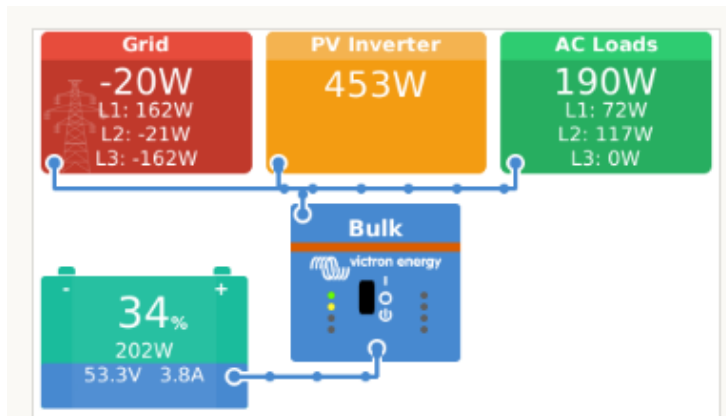 Grid
-20W
L1: 162W
L2: -21W
L3: -162W
PV Inverter
453W
AC Loads
190W
L1: 72W
L2: 117W
L3: 0W
Bulk
victron energy
I
- +
34%
202W
53.3V 3.8A